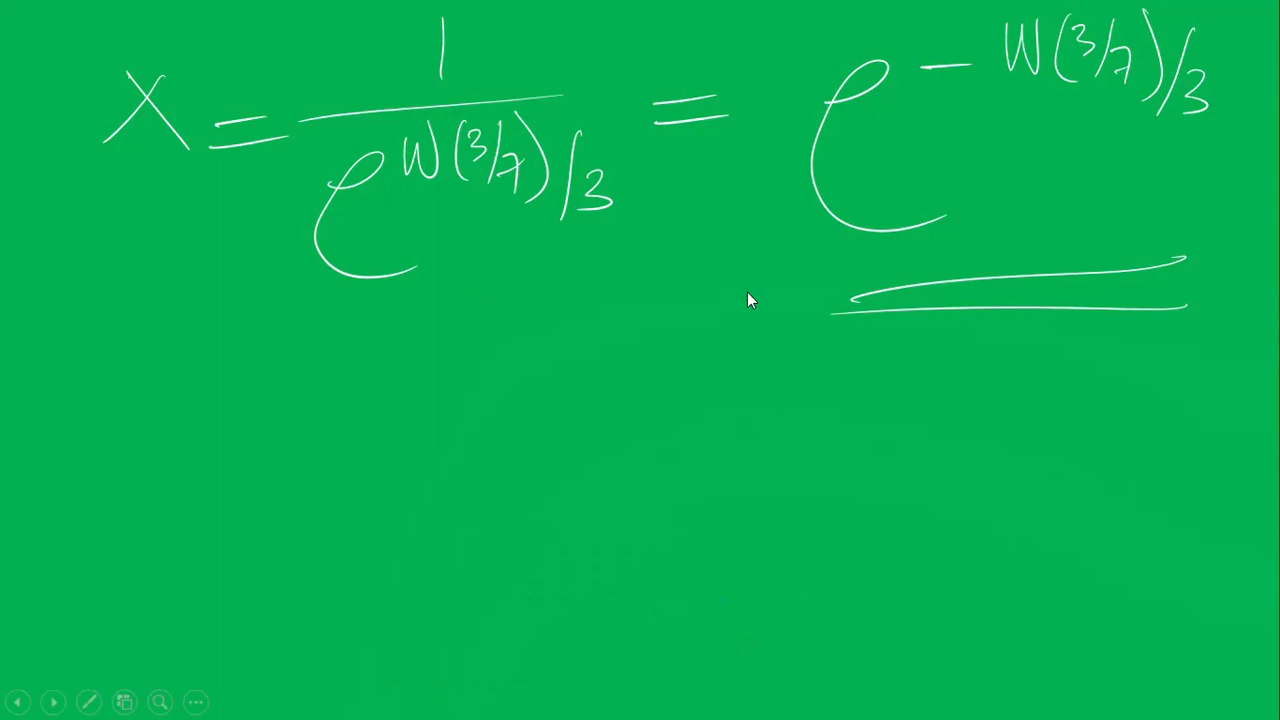 X = 1 / e^{W(3/7)/3} = e^{-W(3/7)/3}